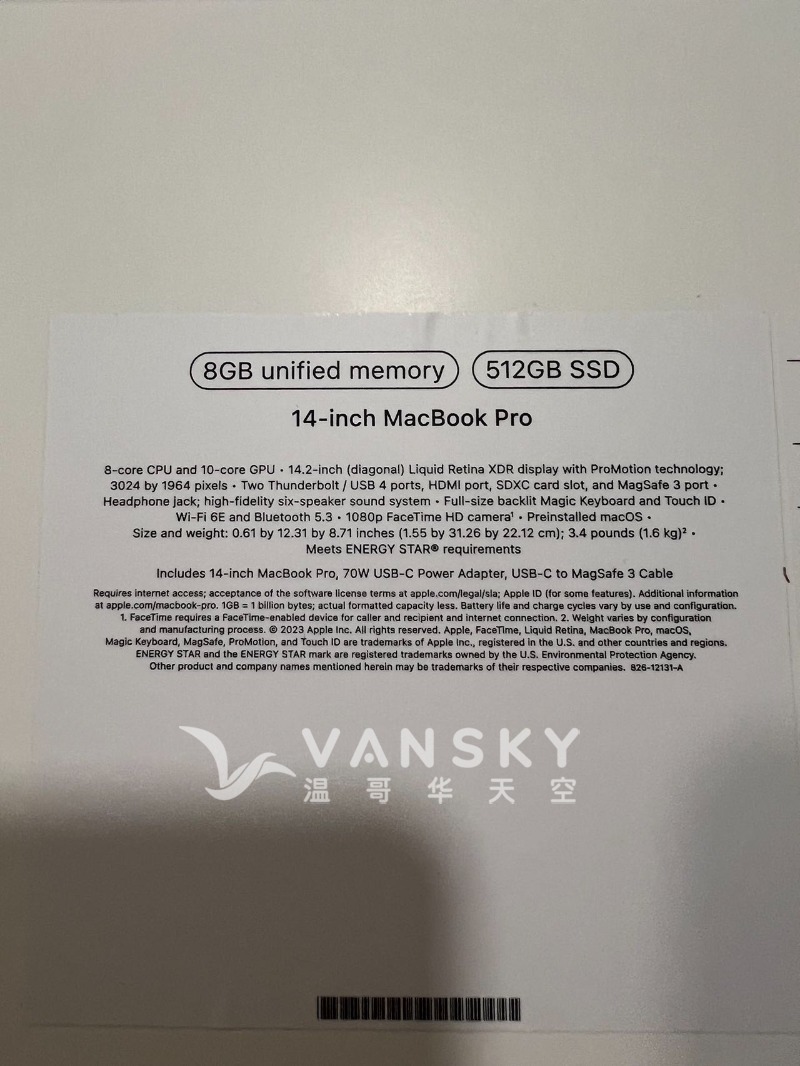 8GB unified memory 512GB SSD
14-inch MacBook Pro
8-core CPU and 10-core GPU • 14.2-inch (diagonal) Liquid Retina XDR display with ProMotion technology;
3024 by 1964 pixels • Two Thunderbolt / USB 4 ports, HDMI port, SDXC card slot, and MagSafe 3 port •
Headphone jack; high-fidelity six-speaker sound system • Full-size backlit Magic Keyboard and Touch ID •
Wi-Fi 6E and Bluetooth 5.3 • 1080p FaceTime HD camera¹ • Preinstalled macOS •
Size and weight: 0.61 by 12.31 by 8.71 inches (1.55 by 31.26 by 22.12 cm); 3.4 pounds (1.6 kg)² •
Meets ENERGY STAR® requirements
Includes 14-inch MacBook Pro, 70W USB-C Power Adapter, USB-C to MagSafe 3 Cable
Requires internet access; acceptance of the software license terms at apple.com/legal/sla; Apple ID (for some features). Additional information
at apple.com/macbook-pro. 1GB = 1 billion bytes; actual formatted capacity less. Battery life and charge cycles vary by use and configuration.
1. FaceTime requires a FaceTime-enabled device for caller and recipient and internet connection. 2. Weight varies by configuration
and manufacturing process. © 2023 Apple Inc. All rights reserved. Apple, FaceTime, Liquid Retina, MacBook Pro, macOS,
Magic Keyboard, MagSafe, ProMotion, and Touch ID are trademarks of Apple Inc., registered in the U.S. and other countries and regions.
ENERGY STAR and the ENERGY STAR mark are registered trademarks owned by the U.S. Environmental Protection Agency.
Other product and company names mentioned herein may be trademarks of their respective companies. 826-12131-A
VANSKY
温哥华天空